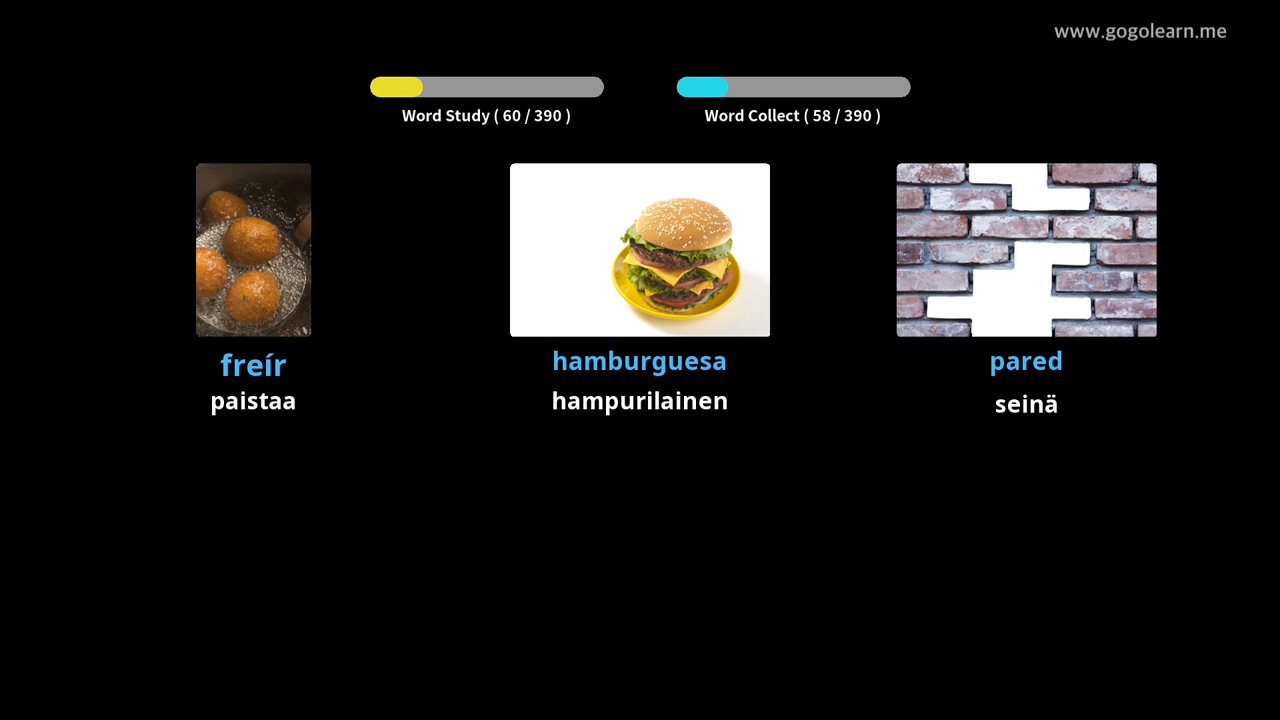 www.gogolearn.me
Word Study ( 60 / 390 )
Word Collect ( 58 / 390 )
freír
paistaa
hamburguesa
hampurilainen
pared
seinä